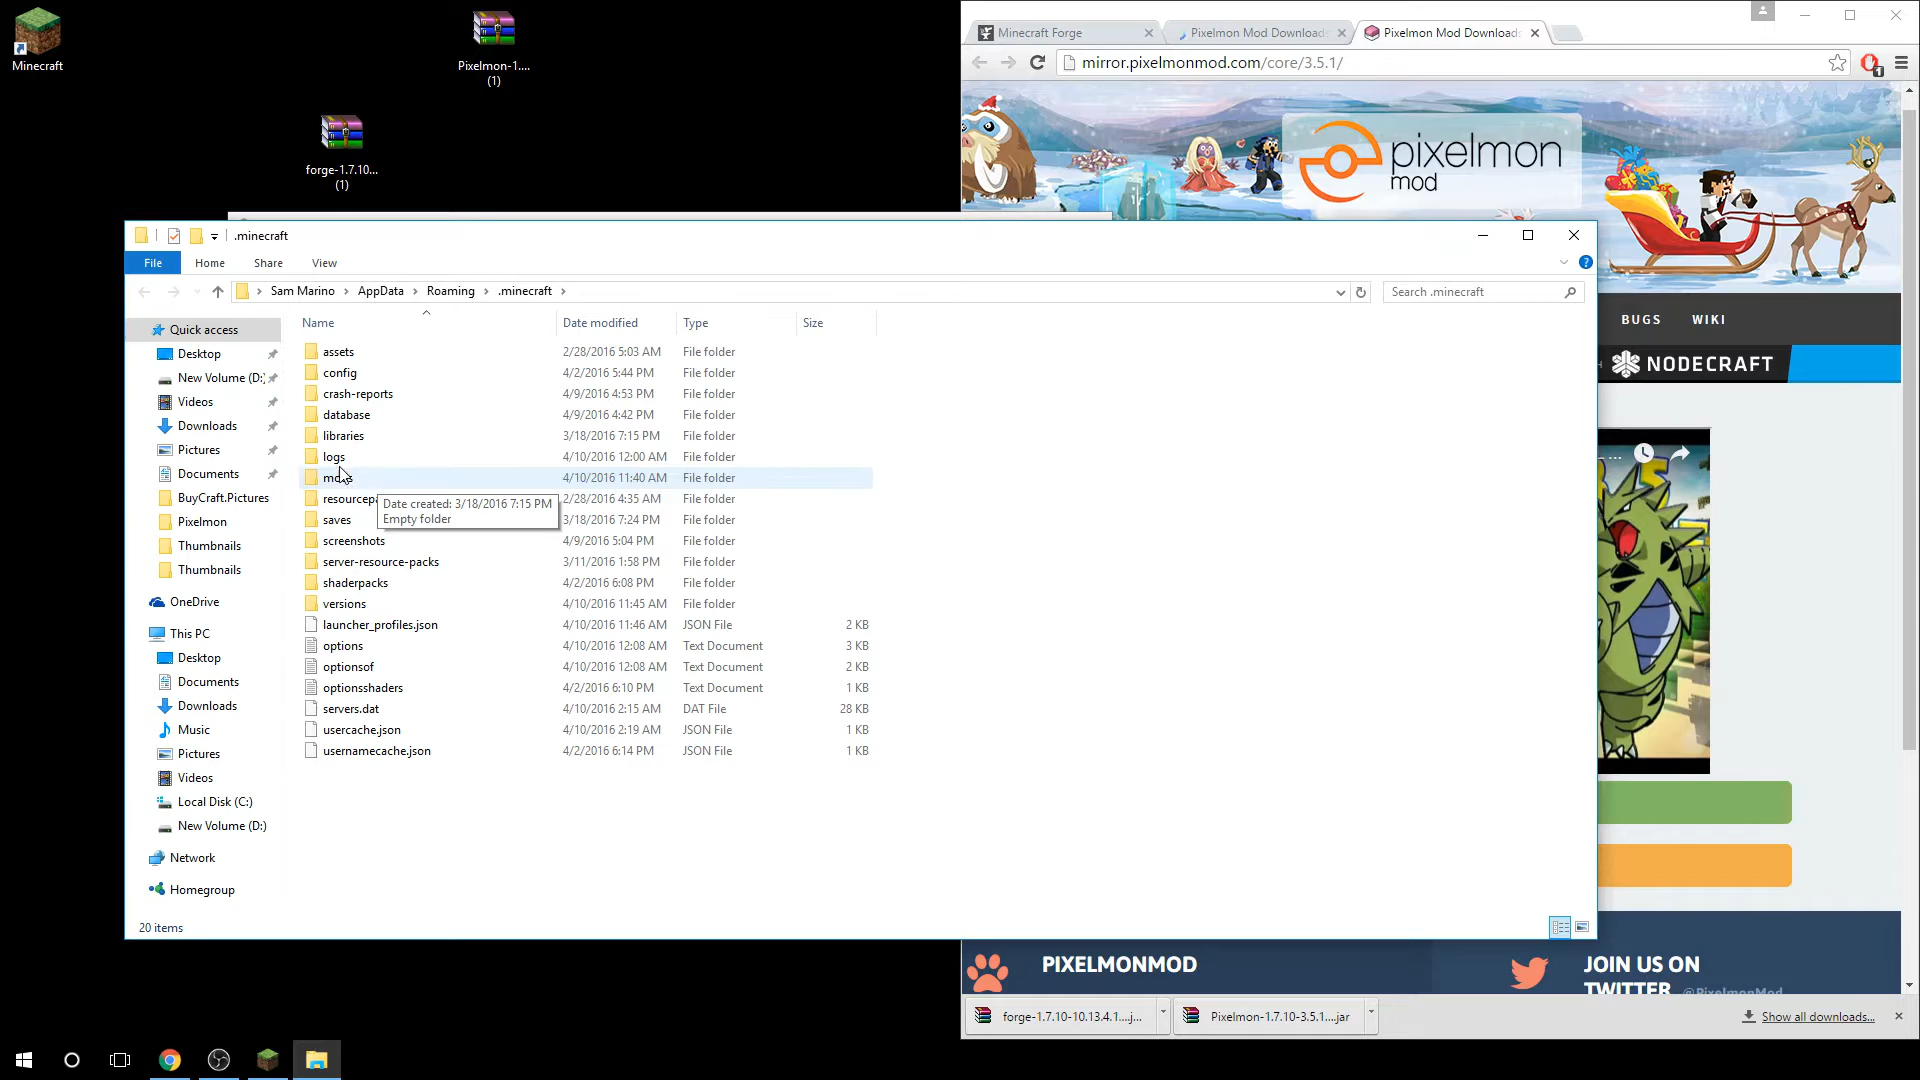 Minecraft
Pixelmon-1....
(1)
forge-1.7.10...
(1)
Minecraft Forge
Pixelmon Mod Downloads
Pixelmon Mod Downloads
mirror.pixelmonmod.com/core/3.5.1/
1
pixelmon
mod
BUGS WIKI
NODECRAFT
.minecraft
File Home Share View
Sam Marino AppData Roaming .minecraft
Search .minecraft
Name Date modified Type Size
Quick access
Desktop
New Volume (D:)
Videos
Downloads
Pictures
Documents
BuyCraft.Pictures
Pixelmon
Thumbnails
Thumbnails
OneDrive
This PC
Desktop
Documents
Downloads
Music
Pictures
Videos
Local Disk (C:)
New Volume (D:)
Network
Homegroup
assets 2/28/2016 5:03 AM File folder
config 4/2/2016 5:44 PM File folder
crash-reports 4/9/2016 4:53 PM File folder
database 4/9/2016 4:42 PM File folder
libraries 3/18/2016 7:15 PM File folder
logs 4/10/2016 12:00 AM File folder
4/10/2016 11:40 AM File folder
resourcepa 2/28/2016 4:35 AM File folder
Date created: 3/18/2016 7:15 PM
Empty folder
saves 3/18/2016 7:24 PM File folder
screenshots 4/9/2016 5:04 PM File folder
server-resource-packs 3/11/2016 1:58 PM File folder
shaderpacks 4/2/2016 6:08 PM File folder
versions 4/10/2016 11:45 AM File folder
launcher_profiles.json 4/10/2016 11:46 AM JSON File 2 KB
options 4/10/2016 12:08 AM Text Document 3 KB
optionsof 4/10/2016 12:08 AM Text Document 2 KB
optionsshaders 4/2/2016 6:10 PM Text Document 1 KB
servers.dat 4/10/2016 2:15 AM DAT File 28 KB
usercache.json 4/10/2016 2:19 AM JSON File 1 KB
usernamecache.json 4/2/2016 6:14 PM JSON File 1 KB
20 items
PIXELMONMOD
JOIN US ON
TWITTER @PixelmonMod
forge-1.7.10-10.13.4.1....j...
Pixelmon-1.7.10-3.5.1....jar
Show all downloads...